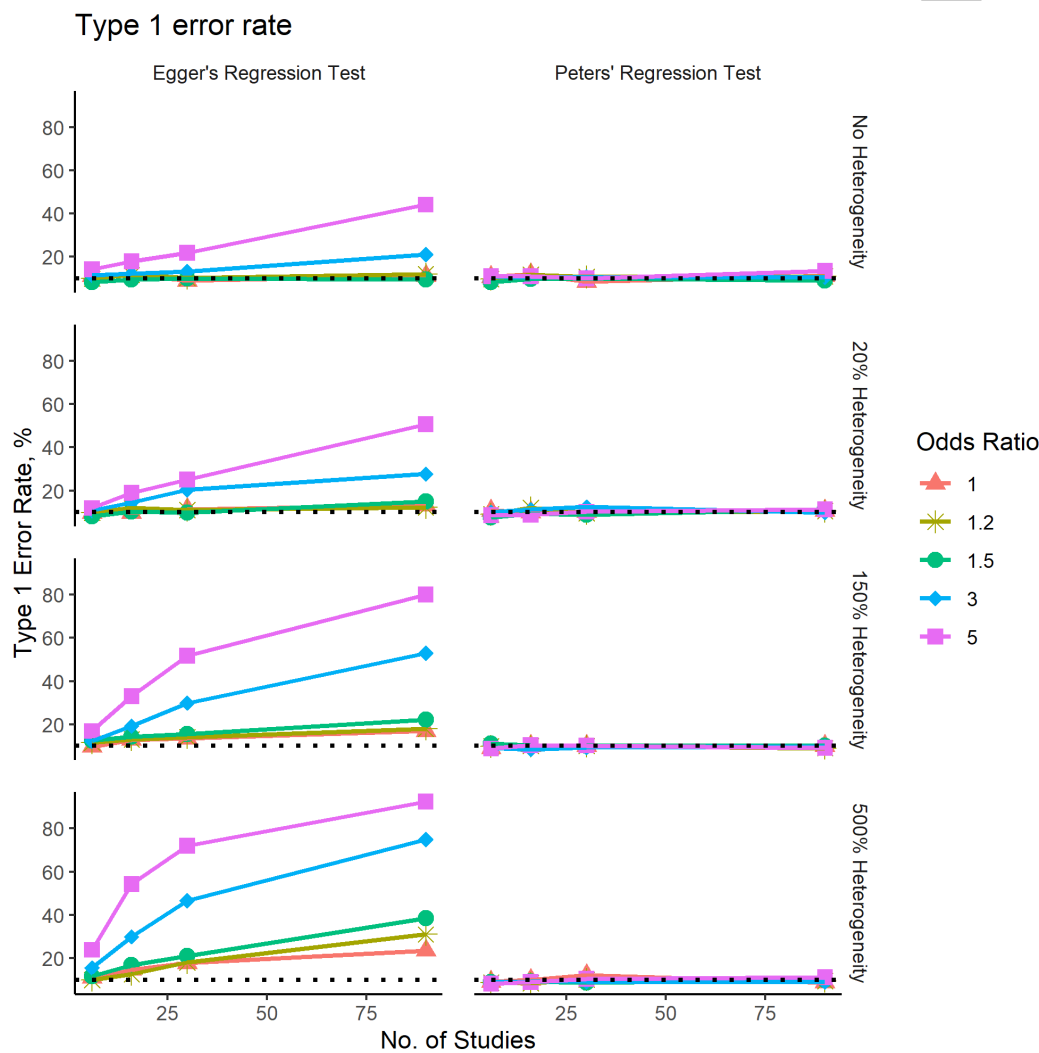 Type 1 error rate
Egger's Regression Test
Peters' Regression Test
80
60
40
20
No Heterogeneity
80
60
40
20
20% Heterogeneity
80
60
40
20
150% Heterogeneity
80
60
40
20
500% Heterogeneity
Type 1 Error Rate, %
25
50
75
25
50
75
No. of Studies
Odds Ratio
1
1.2
1.5
3
5